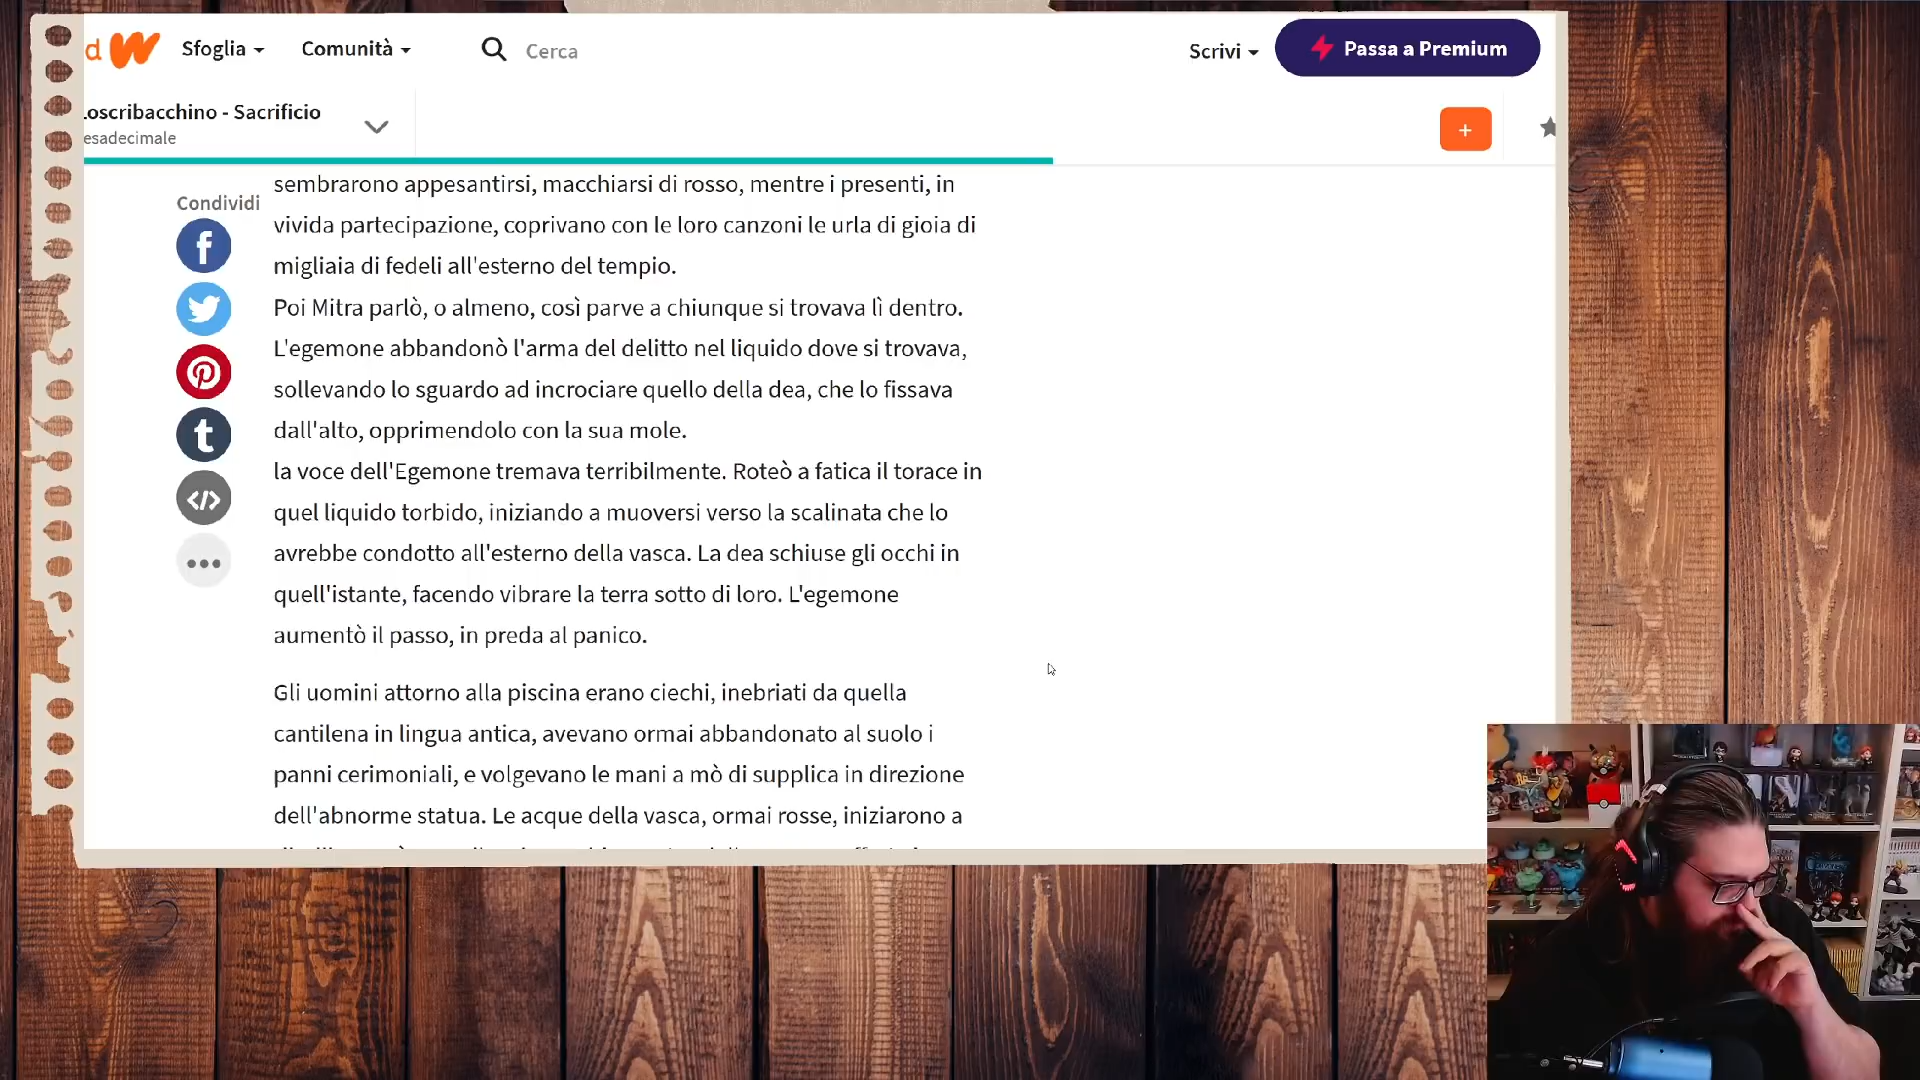 d
Sfoglia
Comunità
Cerca
Scrivi
Passa a Premium
Loscribacchino - Sacrificio
esadecimale
+
Condividi
sembrarono appesantirsi, macchiarsi di rosso, mentre i presenti, in
vivida partecipazione, coprivano con le loro canzoni le urla di gioia di
migliaia di fedeli all'esterno del tempio.
Poi Mitra parlò, o almeno, così parve a chiunque si trovava lì dentro.
L'egemone abbandonò l'arma del delitto nel liquido dove si trovava,
sollevando lo sguardo ad incrociare quello della dea, che lo fissava
dall'alto, opprimendolo con la sua mole.
la voce dell'Egemone tremava terribilmente. Roteò a fatica il torace in
quel liquido torbido, iniziando a muoversi verso la scalinata che lo
avrebbe condotto all'esterno della vasca. La dea schiuse gli occhi in
quell'istante, facendo vibrare la terra sotto di loro. L'egemone
aumentò il passo, in preda al panico.
Gli uomini attorno alla piscina erano ciechi, inebriati da quella
cantilena in lingua antica, avevano ormai abbandonato al suolo i
panni cerimoniali, e volgevano le mani a mò di supplica in direzione
dell'abnorme statua. Le acque della vasca, ormai rosse, iniziarono a